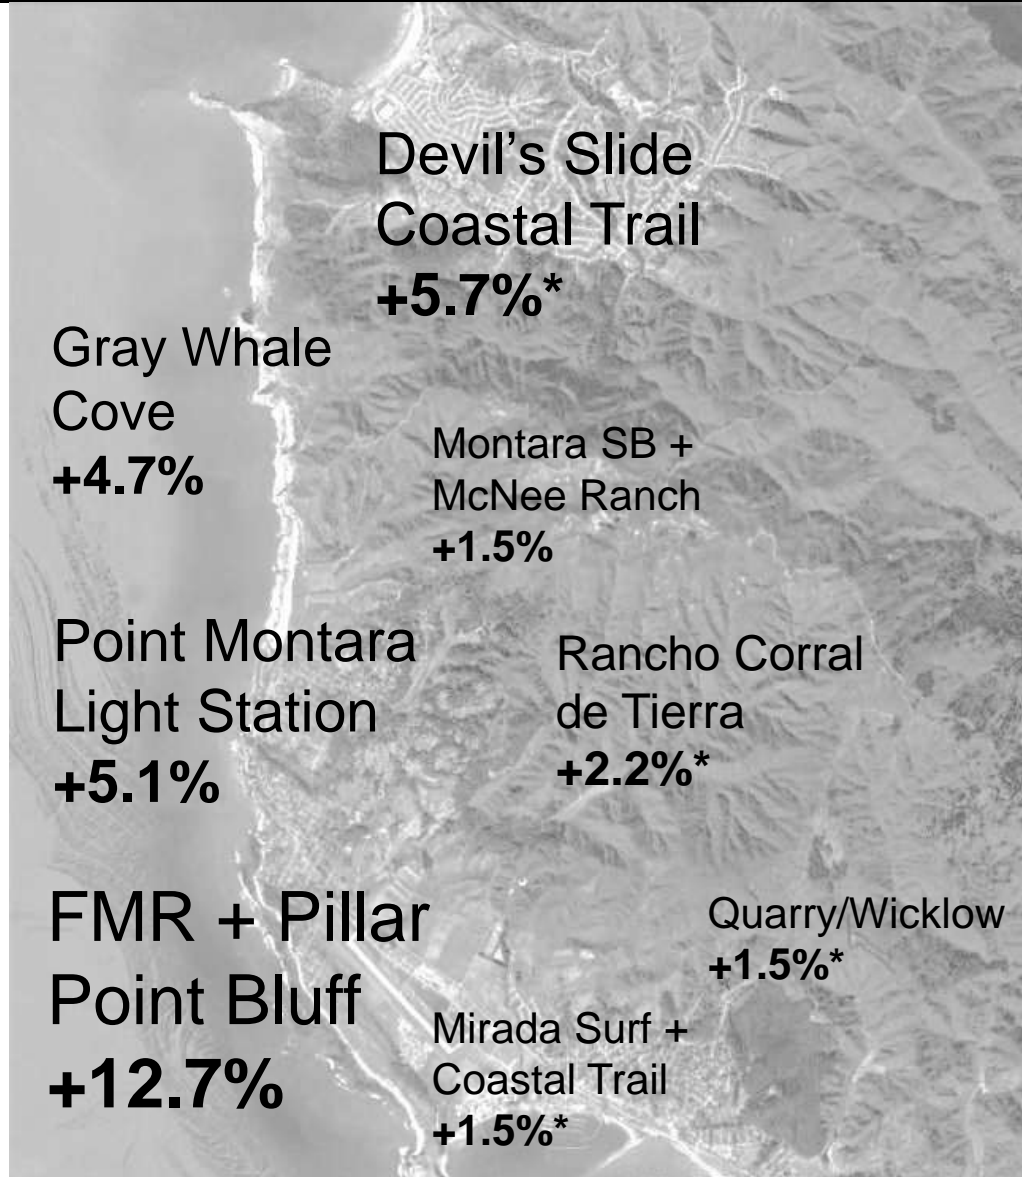 Devil’s Slide
Coastal Trail
+5.7%*
Gray Whale
Cove
+4.7%
Montara SB +
McNee Ranch
+1.5%
Point Montara
Light Station
+5.1%
Rancho Corral
de Tierra
+2.2%*
FMR + Pillar
Point Bluff
+12.7%
Quarry/Wicklow
+1.5%*
Mirada Surf +
Coastal Trail
+1.5%*